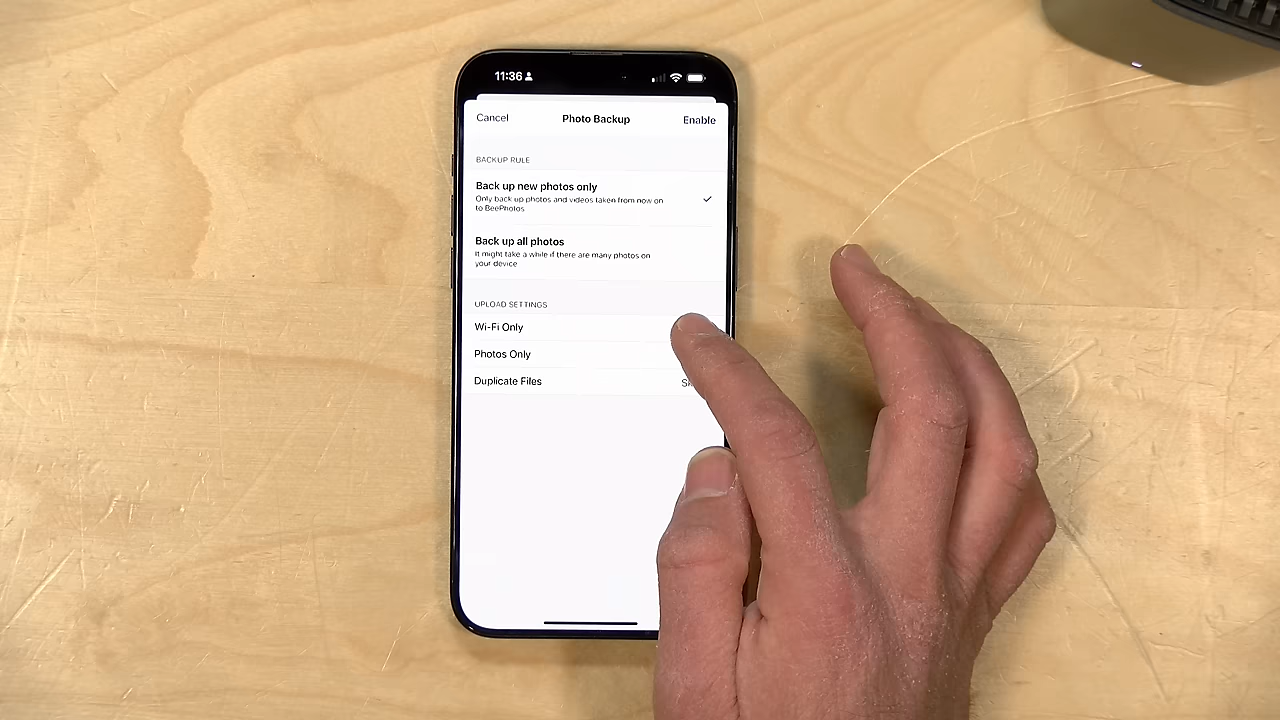 11:36
Cancel Photo Backup Enable
BACKUP RULE
Back up new photos only
Only back up photos and videos taken from now on
to BeePhotos
Back up all photos
It might take a while if there are many photos on
your device
UPLOAD SETTINGS
Wi-Fi Only
Photos Only
Duplicate Files